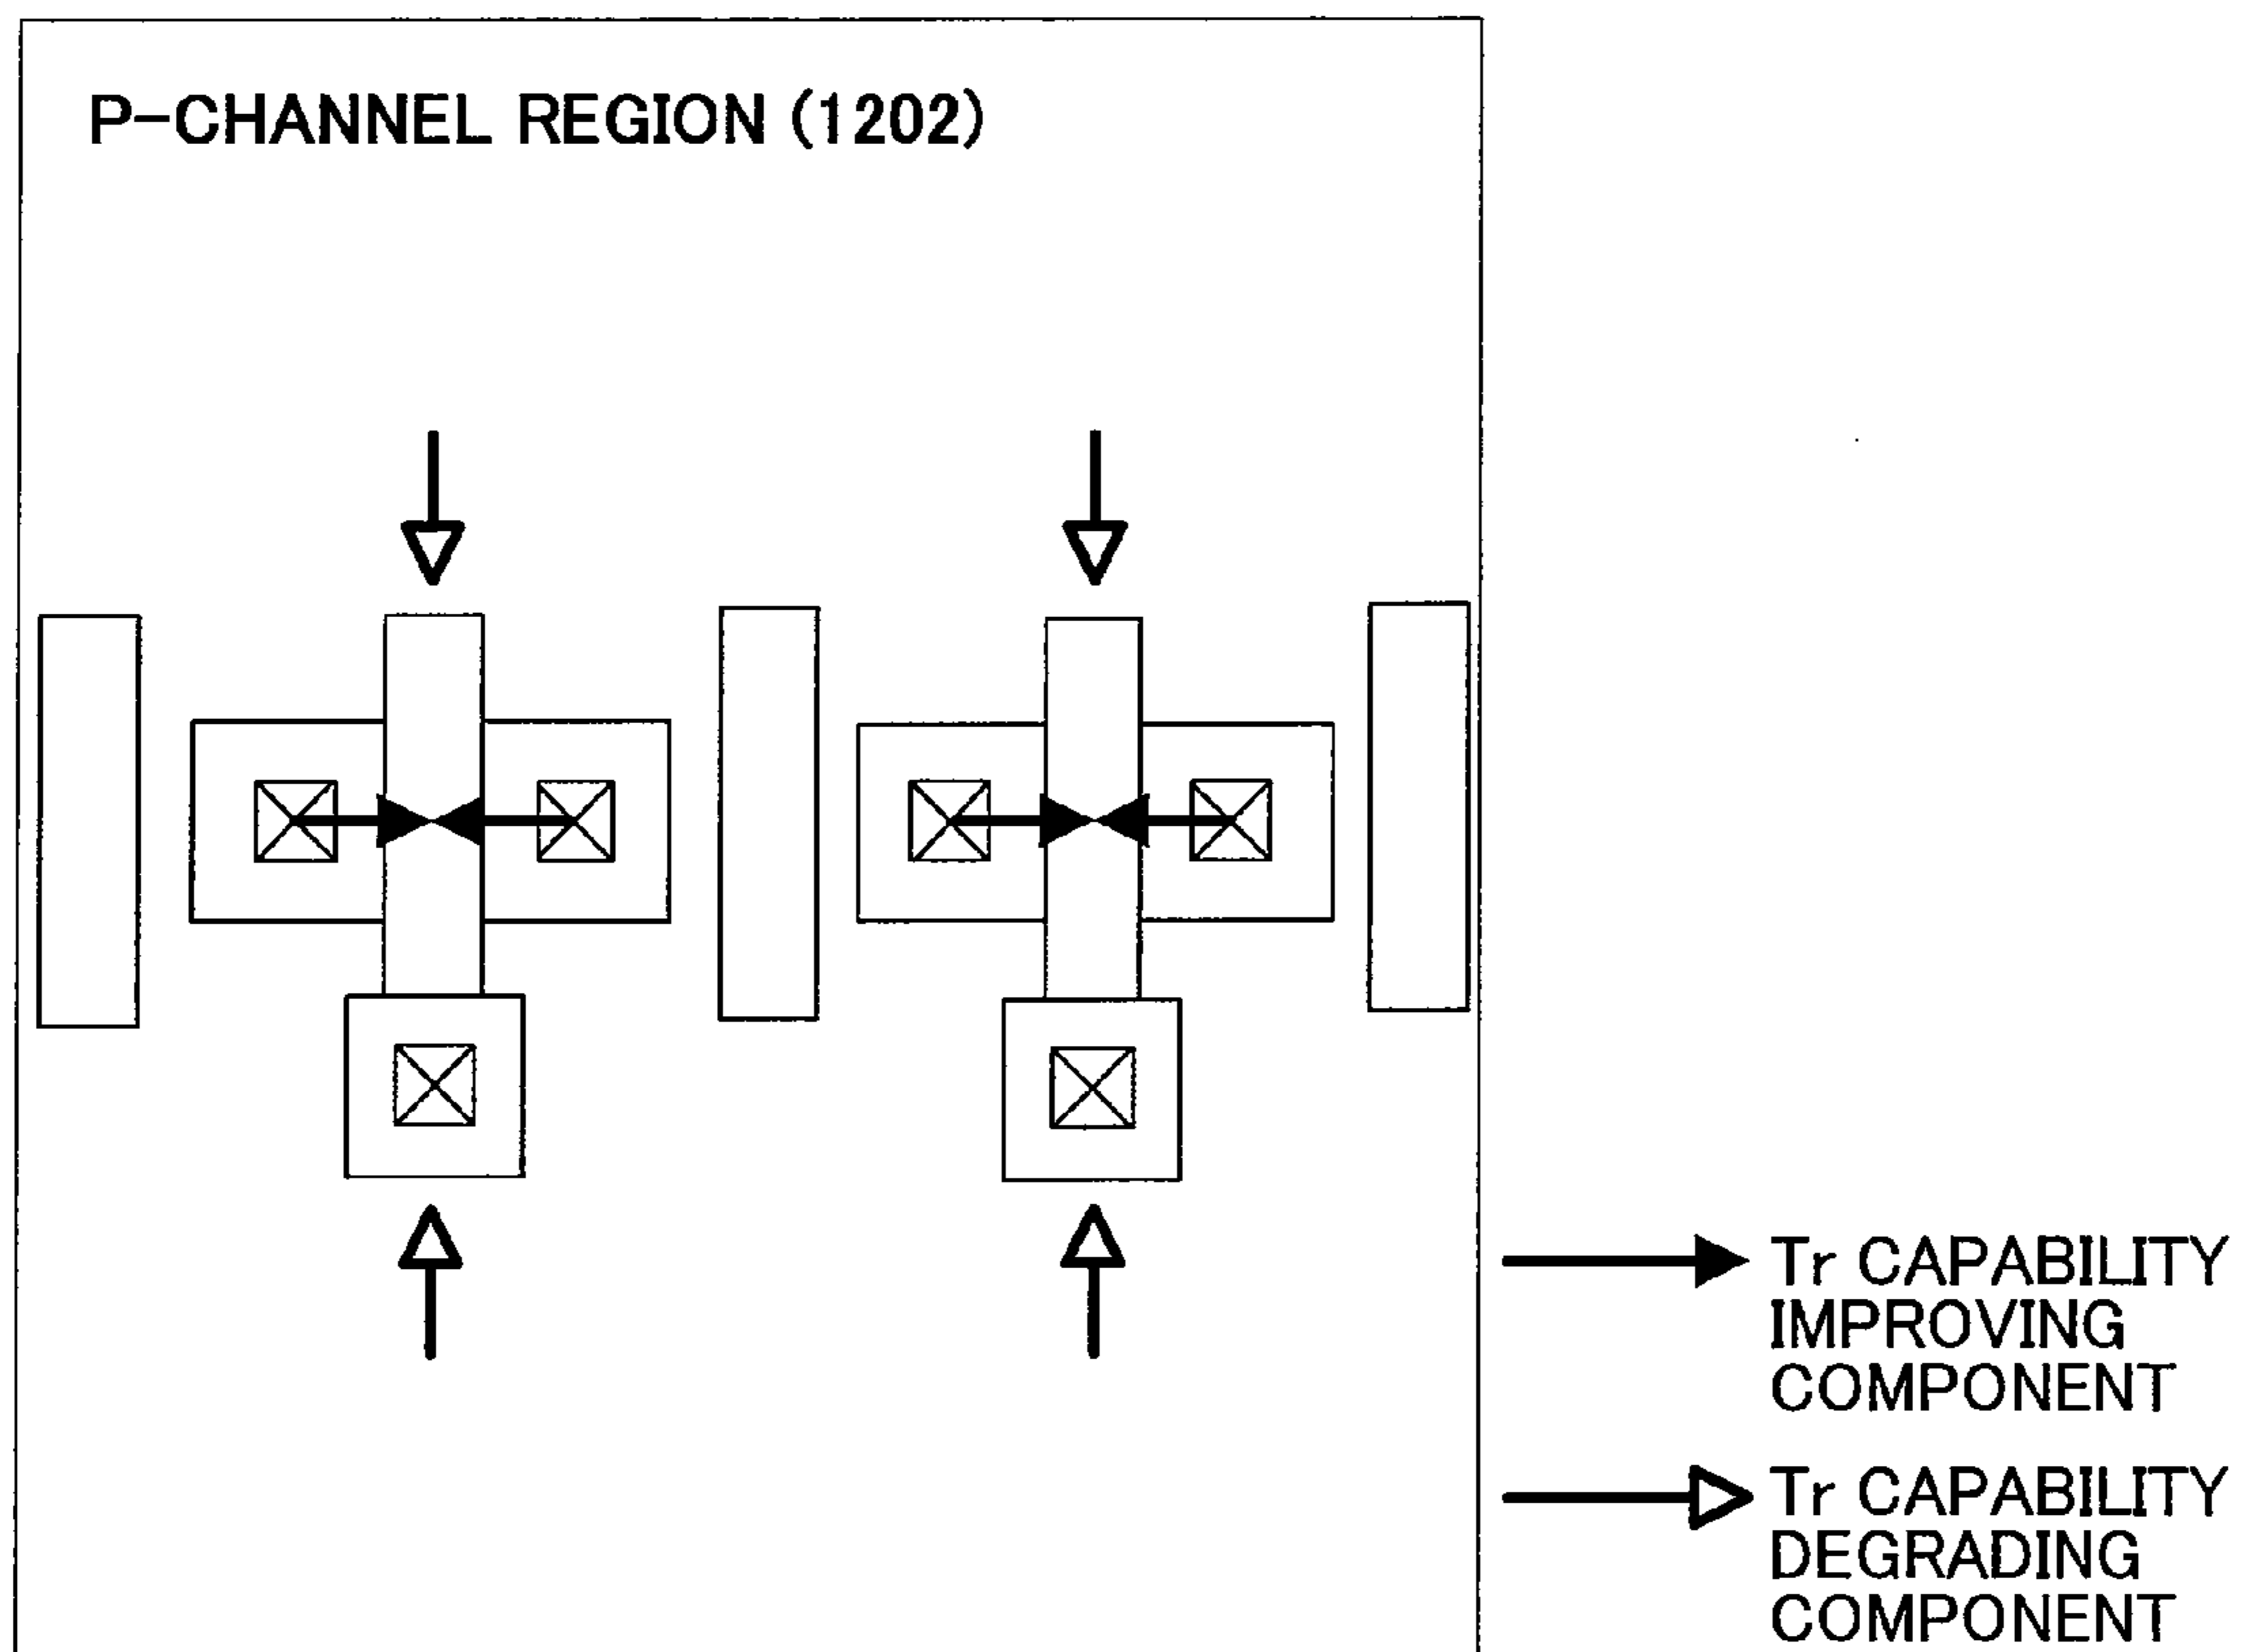 P-CHANNEL REGION (1202)
Tr CAPABILITY
IMPROVING
COMPONENT
Tr CAPABILITY
DEGRADING
COMPONENT